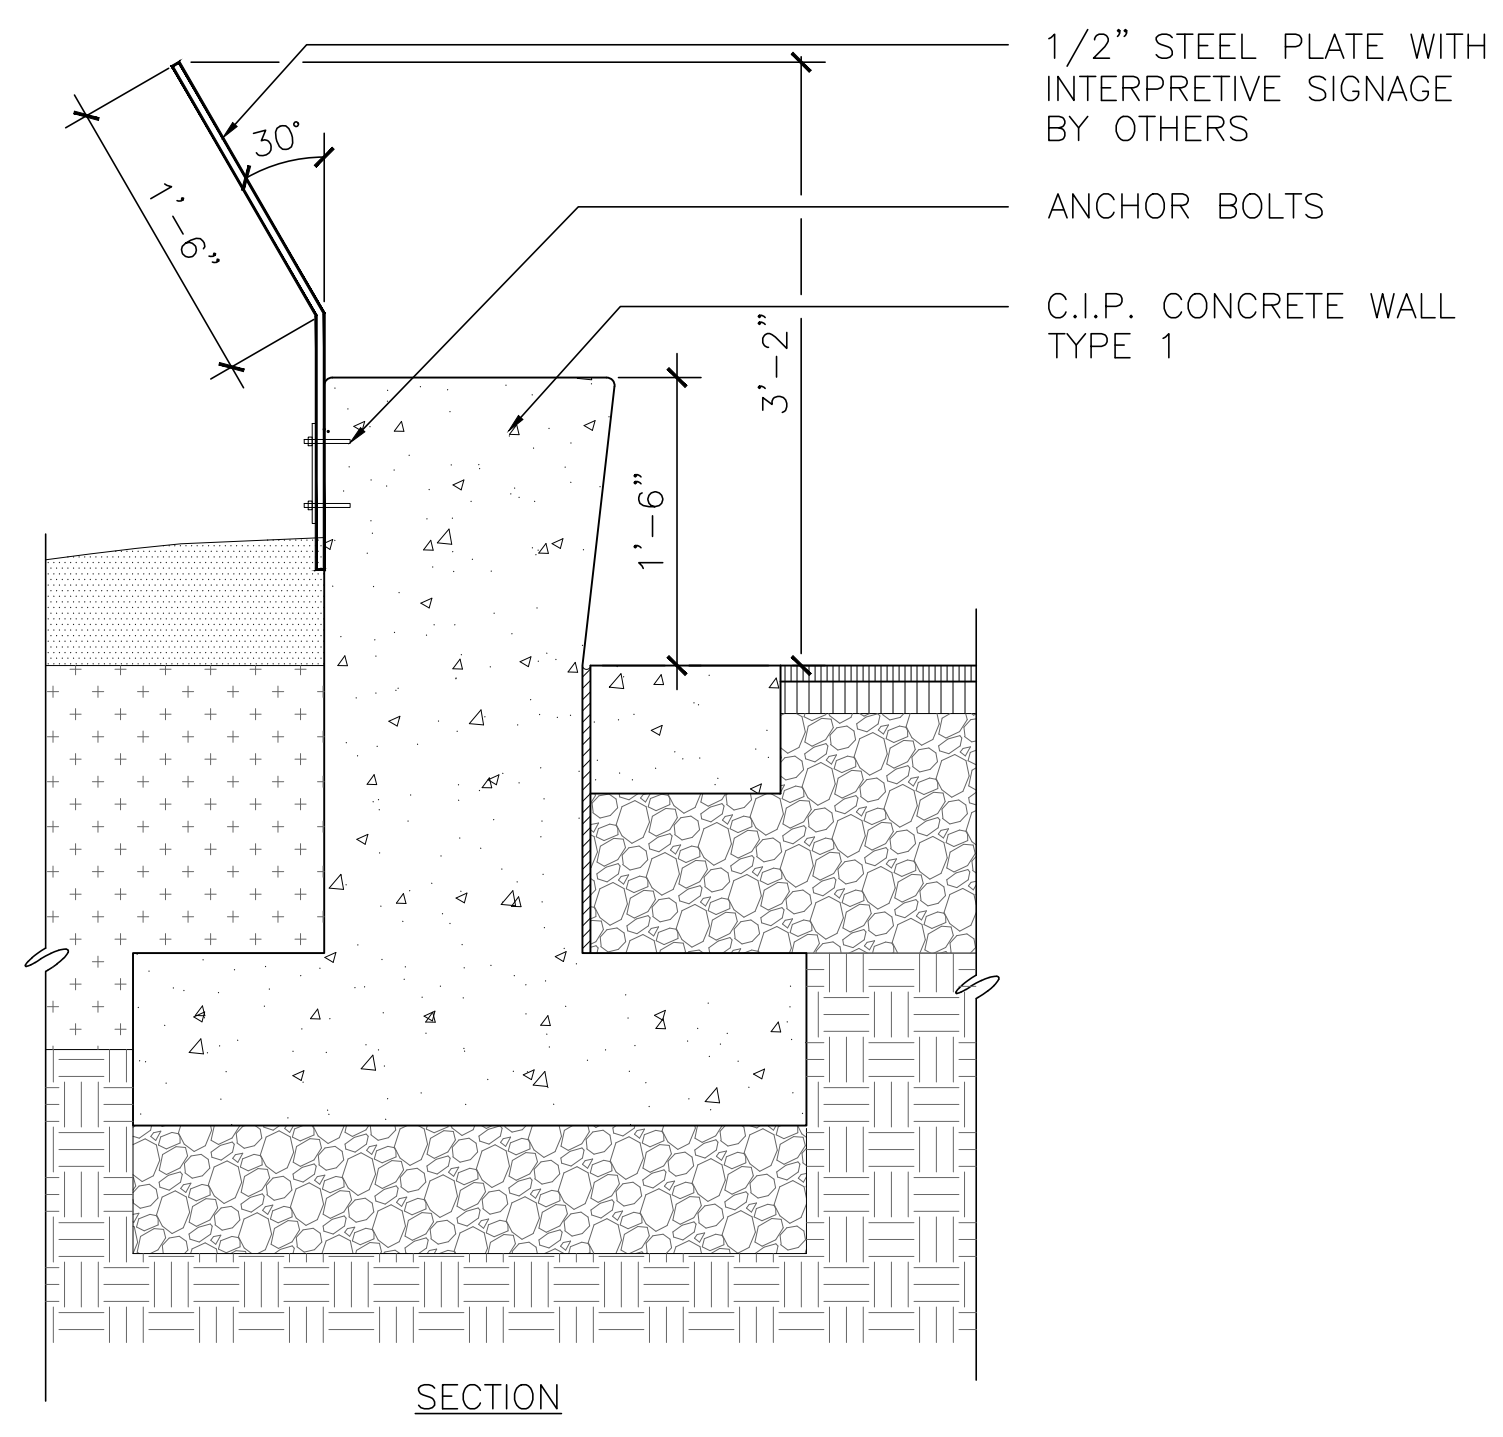 1/2” STEEL PLATE WITH
INTERPRETIVE SIGNAGE
BY OTHERS
30°
1’–6”
ANCHOR BOLTS
C.I.P. CONCRETE WALL
TYPE 1
3’–2”
1’–6”
SECTION